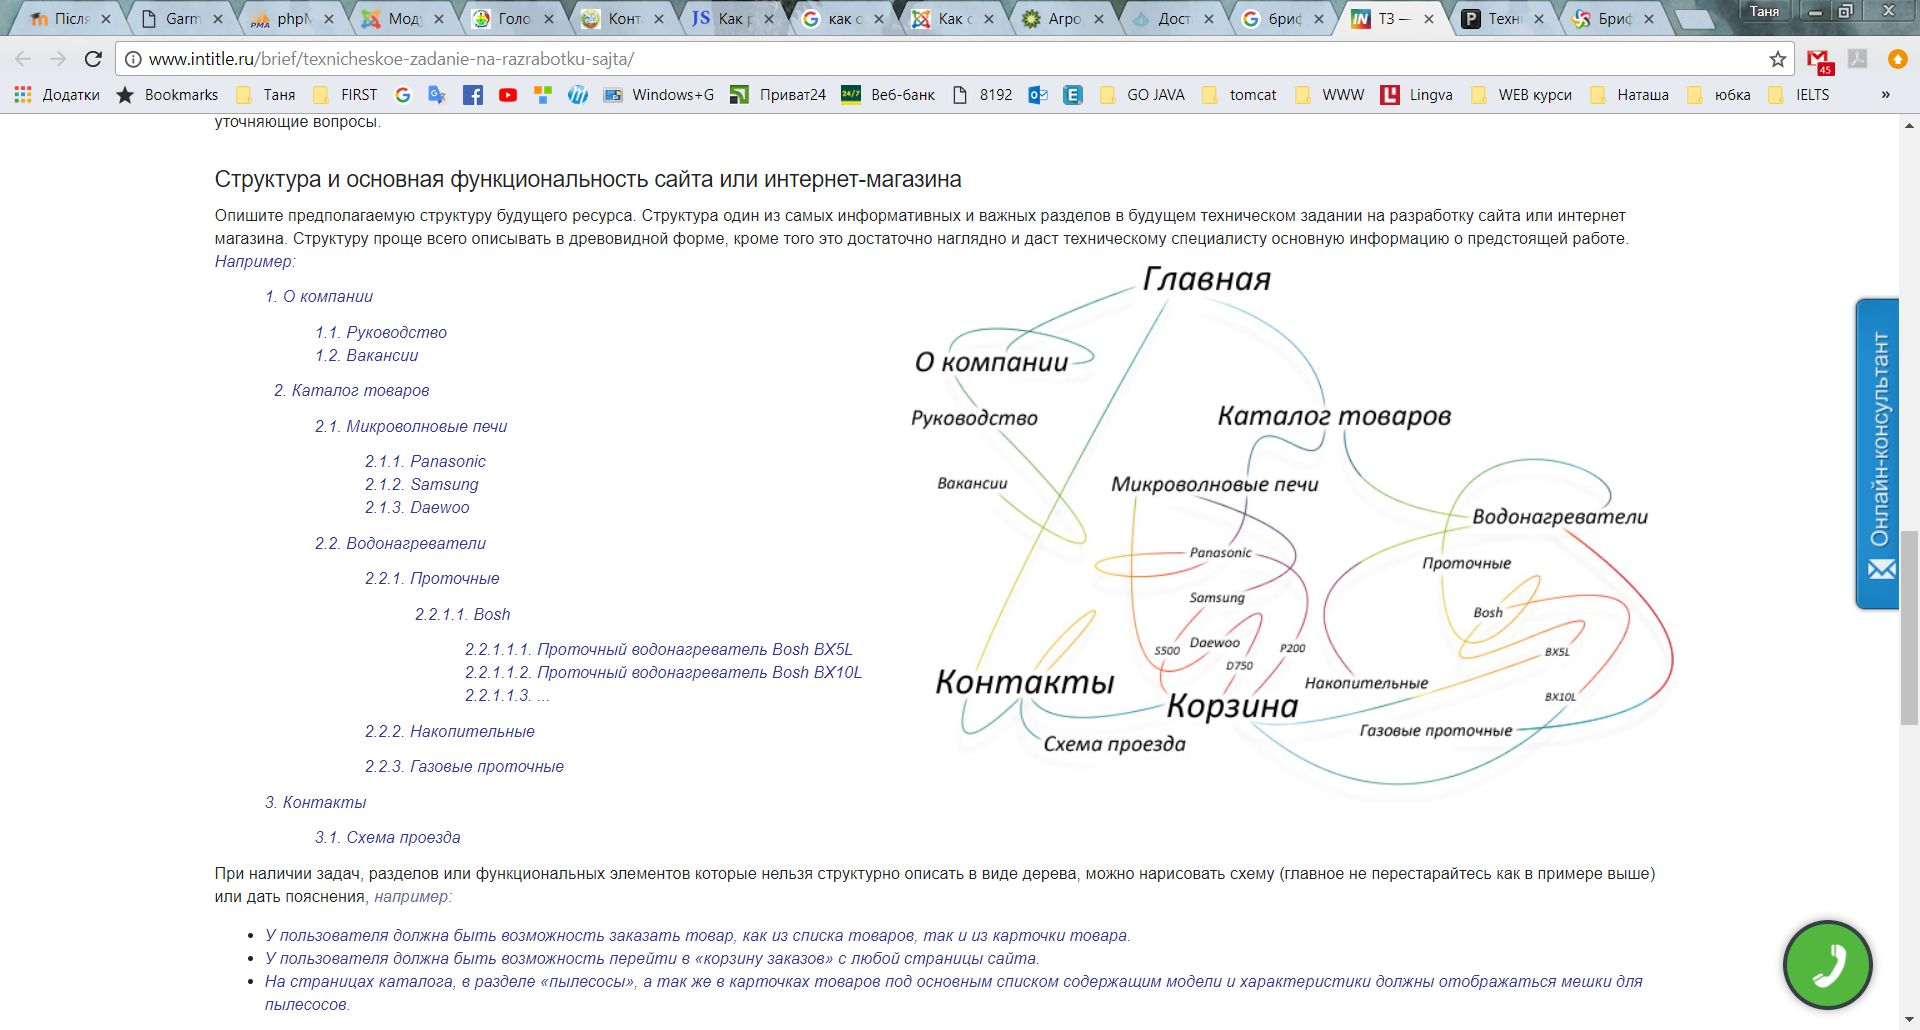 Після
Garm
phpM
Моду
Голо
Конт
JS Как р
как с
Как с
Агро
Дост
бриф
ТЗ —
Техн
Бриф
Таня
www.intitle.ru/brief/texnicheskoe-zadanie-na-razrabotku-sajta/
45
Додатки Bookmarks Таня FIRST Windows+G Приват24 Веб-банк 8192 GO JAVA tomcat WWW Lingva WEB курси Наташа юбка IELTS »
уточняющие вопросы.
Структура и основная функциональность сайта или интернет-магазина
Опишите предполагаемую структуру будущего ресурса. Структура один из самых информативных и важных разделов в будущем техническом задании на разработку сайта или интернет
магазина. Структуру проще всего описывать в древовидной форме, кроме того это достаточно наглядно и даст техническому специалисту основную информацию о предстоящей работе.
Например:
1. О компании
1.1. Руководство
1.2. Вакансии
2. Каталог товаров
2.1. Микроволновые печи
2.1.1. Panasonic
2.1.2. Samsung
2.1.3. Daewoo
2.2. Водонагреватели
2.2.1. Проточные
2.2.1.1. Bosh
2.2.1.1.1. Проточный водонагреватель Bosh BX5L
2.2.1.1.2. Проточный водонагреватель Bosh BX10L
2.2.1.1.3. ...
2.2.2. Накопительные
2.2.3. Газовые проточные
3. Контакты
3.1. Схема проезда
Главная
О компании
Руководство
Вакансии
Каталог товаров
Микроволновые печи
Водонагреватели
Panasonic
Проточные
Samsung
Bosh
Daewoo
S500
P200
D750
BX5L
Контакты
Накопительные
BX10L
Корзина
Газовые проточные
Схема проезда
Онлайн-консультант
При наличии задач, разделов или функциональных элементов которые нельзя структурно описать в виде дерева, можно нарисовать схему (главное не перестарайтесь как в примере выше)
или дать пояснения, например:
• У пользователя должна быть возможность заказать товар, как из списка товаров, так и из карточки товара.
• У пользователя должна быть возможность перейти в «корзину заказов» с любой страницы сайта.
• На страницах каталога, в разделе «пылесосы», а так же в карточках товаров под основным списком содержащим модели и характеристики должны отображаться мешки для
пылесосов.